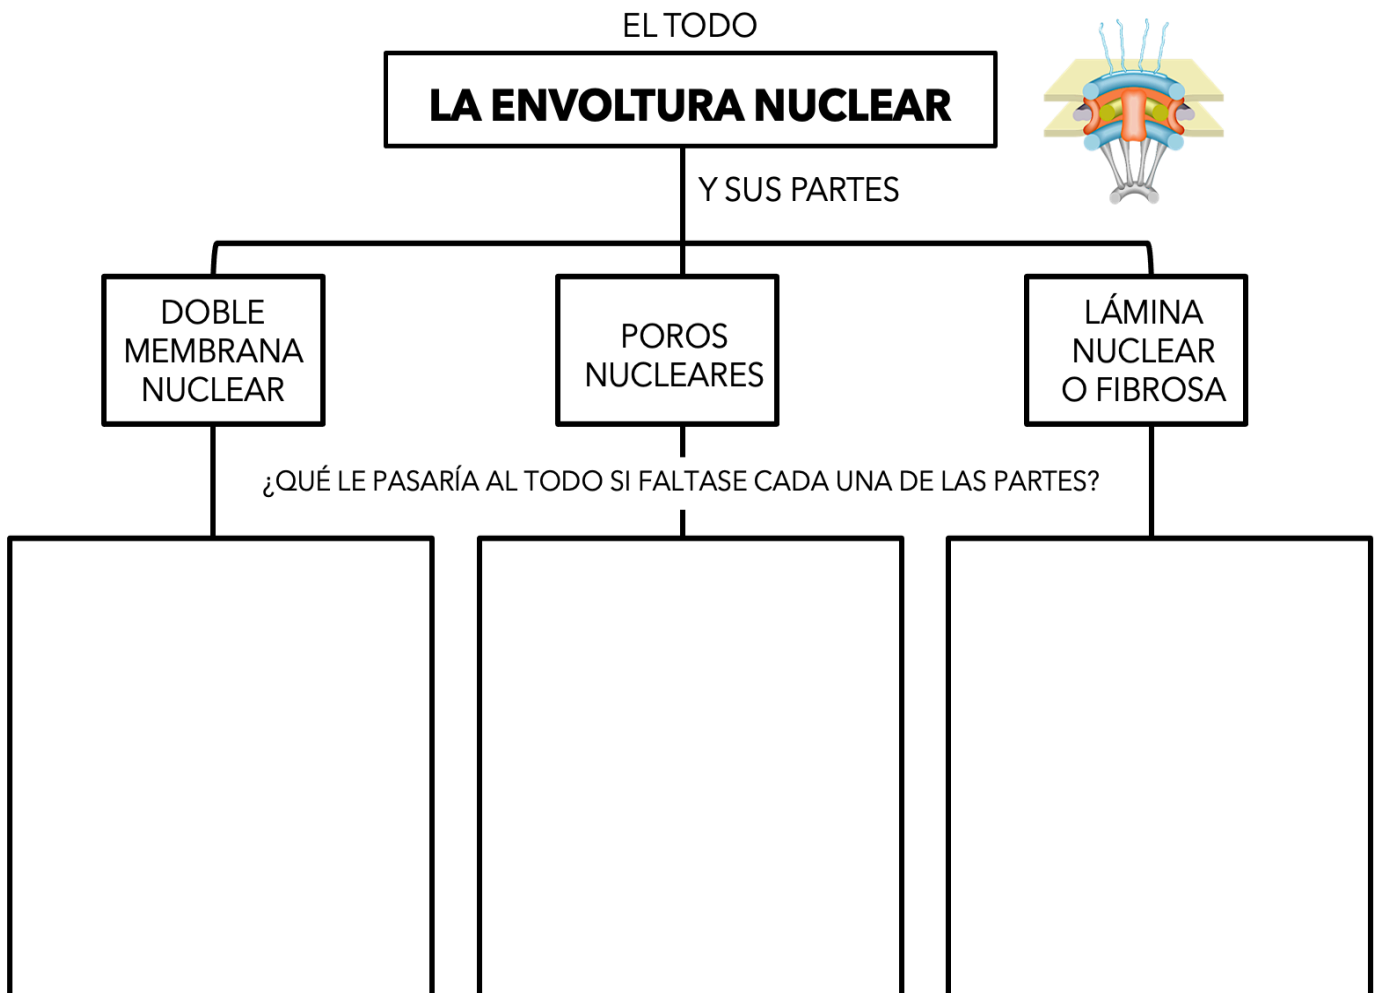 EL TODO
LA ENVOLTURA NUCLEAR
Y SUS PARTES
DOBLE
MEMBRANA
NUCLEAR
POROS
NUCLEARES
LÁMINA
NUCLEAR
O FIBROSA
¿QUÉ LE PASARÍA AL TODO SI FALTASE CADA UNA DE LAS PARTES?